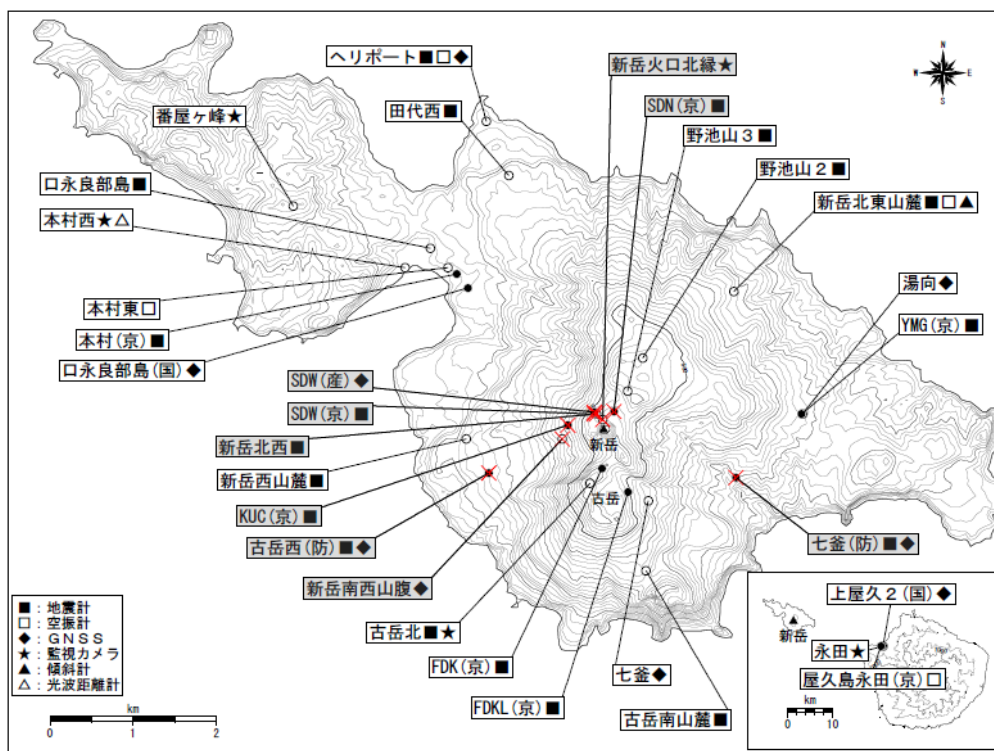 N
W E
S
ヘリポート■□◆
新岳火口北縁★
田代西■
SDN(京)■
番屋ヶ峰★
野池山3■
野池山2■
口永良部島■
新岳北東山麓■□▲
本村西★△
湯向◆
本村東□
YMG(京)■
本村(京)■
口永良部島(国)◆
SDW(産)◆
SDW(京)■
新岳北西■
新岳
新岳西山麓■
KUC(京)■
古岳
古岳西(防)■◆
七釜(防)■◆
新岳南西山腹◆
古岳北■★
FDK(京)■
七釜◆
FDKL(京)■
古岳南山麓■
■:地震計
□:空振計
◆:GNSS
★:監視カメラ
▲:傾斜計
△:光波距離計
km
0 1 2
上屋久2(国)◆
新岳
永田★
屋久島永田(京)□
km
0 10